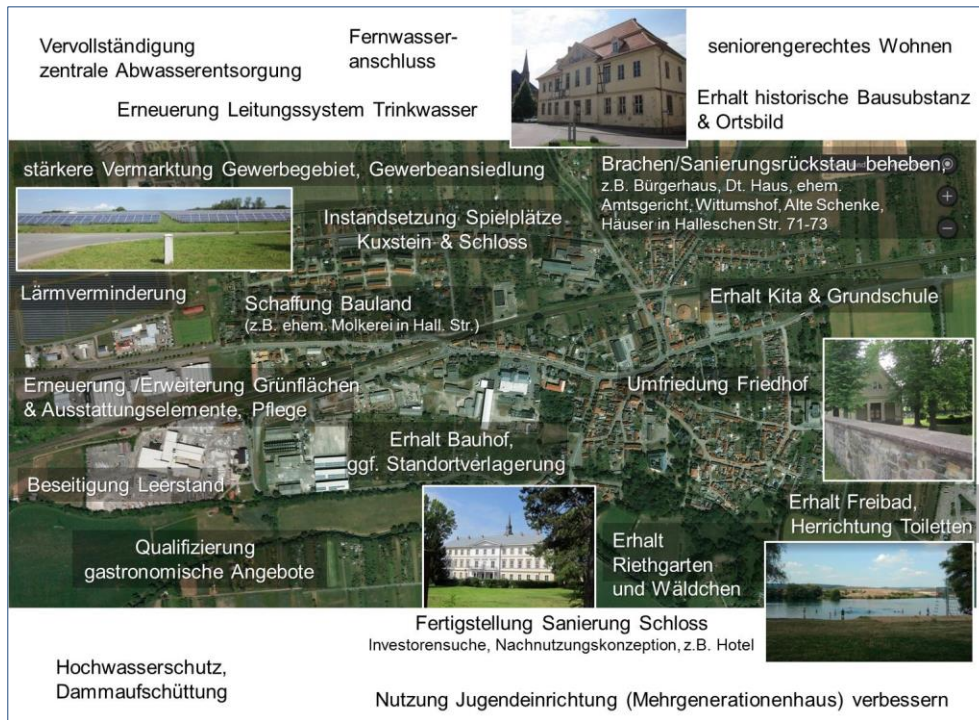 Vervollständigung
zentrale Abwasserentsorgung
Fernwasser-
anschluss
seniorengerechtes Wohnen
Erneuerung Leitungssystem Trinkwasser
Erhalt historische Bausubstanz
& Ortsbild
stärkere Vermarktung Gewerbegebiet, Gewerbeansiedlung
Brachen/Sanierungsrückstau beheben,
z.B. Bürgerhaus, Dt. Haus, ehem.
Amtsgericht, Wittumshof, Alte Schenke,
Häuser in Halleschen Str. 71-73
Instandsetzung Spielplätze
Kuxstein & Schloss
Lärmverminderung
Schaffung Bauland
(z.B. ehem. Molkerei in Hall. Str.)
Erhalt Kita & Grundschule
Erneuerung /Erweiterung Grünflächen
& Ausstattungselemente, Pflege
Umfriedung Friedhof
Erhalt Bauhof,
ggf. Standortverlagerung
Beseitigung Leerstand
Erhalt Freibad,
Herrichtung Toiletten
Qualifizierung
gastronomische Angebote
Erhalt
Riethgarten
und Wäldchen
Fertigstellung Sanierung Schloss
Investorensuche, Nachnutzungskonzeption, z.B. Hotel
Hochwasserschutz,
Dammaufschüttung
Nutzung Jugendeinrichtung (Mehrgenerationenhaus) verbessern